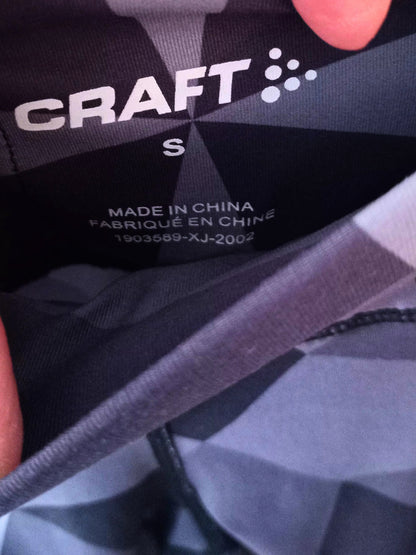 CRAFT
S
MADE IN CHINA
FABRIQUÉ EN CHINE
1903589-XJ-2002